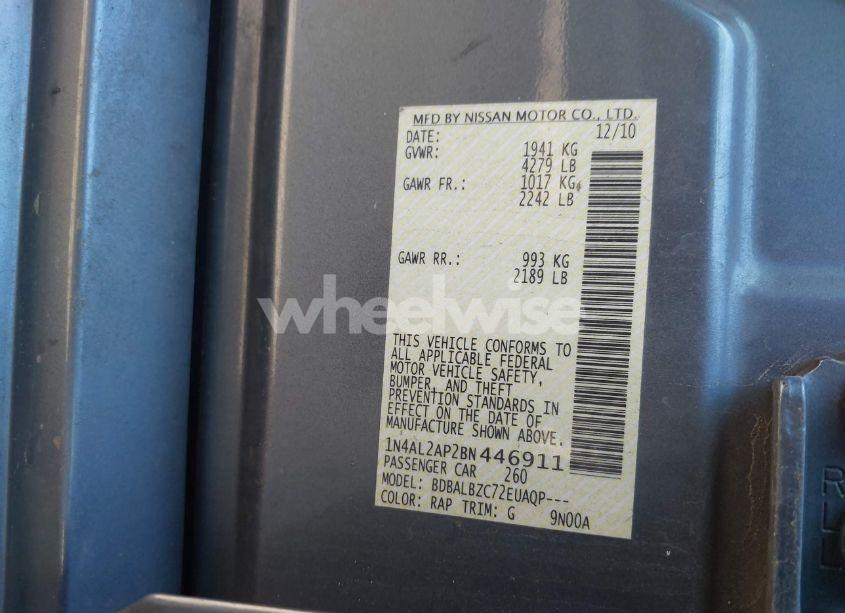 MFD BY NISSAN MOTOR CO., LTD.
DATE: 12/10
GVWR: 1941 KG
4279 LB
GAWR FR.: 1017 KG
2242 LB
GAWR RR.: 993 KG
2189 LB
wheelwise
THIS VEHICLE CONFORMS TO
ALL APPLICABLE FEDERAL
MOTOR VEHICLE SAFETY,
BUMPER, AND THEFT
PREVENTION STANDARDS IN
EFFECT ON THE DATE OF
MANUFACTURE SHOWN ABOVE.
1N4AL2AP2BN446911
PASSENGER CAR 260
MODEL: BDBALBZC72EUAQP---
COLOR: RAP TRIM: G 9N00A